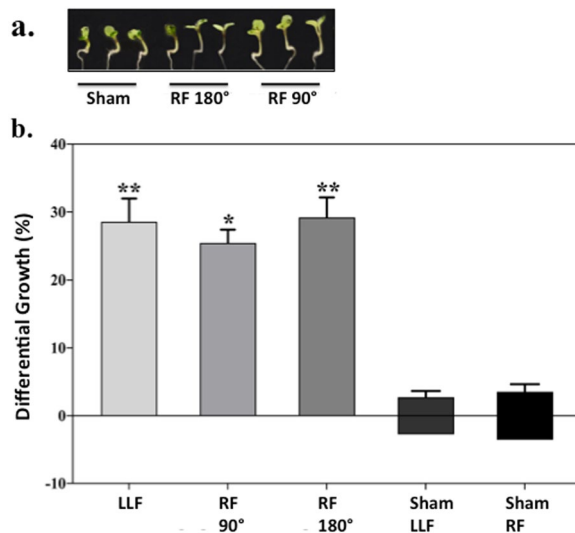 a.
Sham RF 180° RF 90°
b.
Differential Growth (%)
40
30
20
10
0
-10
** * **
LLF RF 90° RF 180° Sham LLF Sham RF